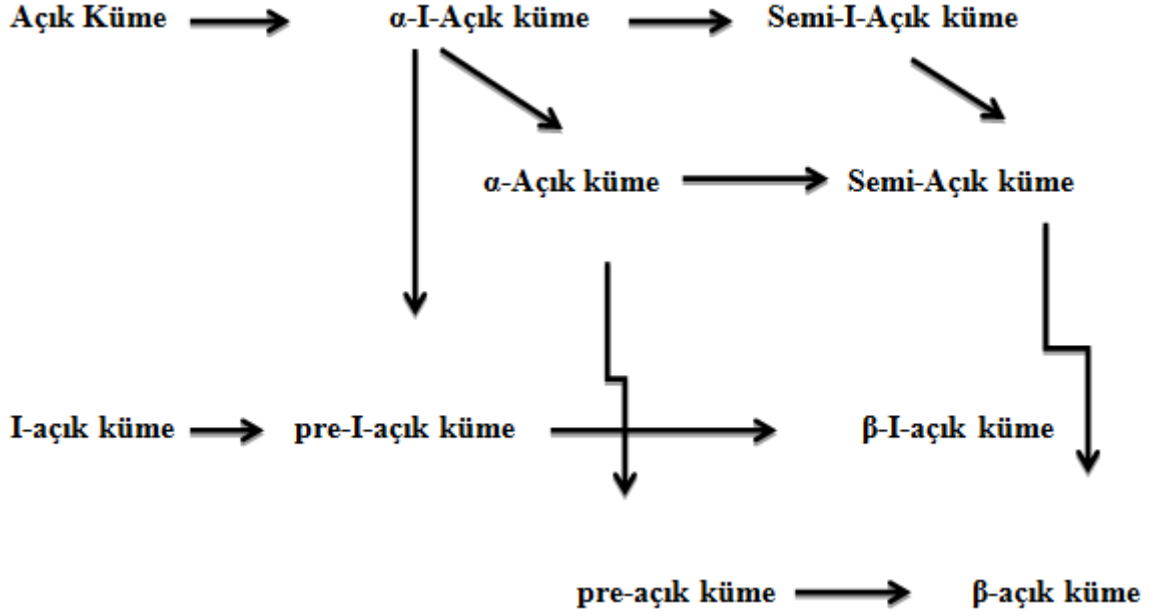 Açık Küme α-I-Açık küme Semi-I-Açık küme
α-Açık küme Semi-Açık küme
I-açık küme pre-I-açık küme β-I-açık küme
pre-açık küme β-açık küme